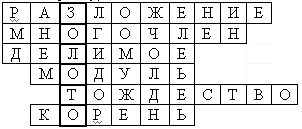 РАЗЛОЖЕНИЕ
МНОГОЧЛЕН
ДЕЛИМОЕ
МОДУЛЬ
ТОЖДЕСТВО
КОРЕНЬ